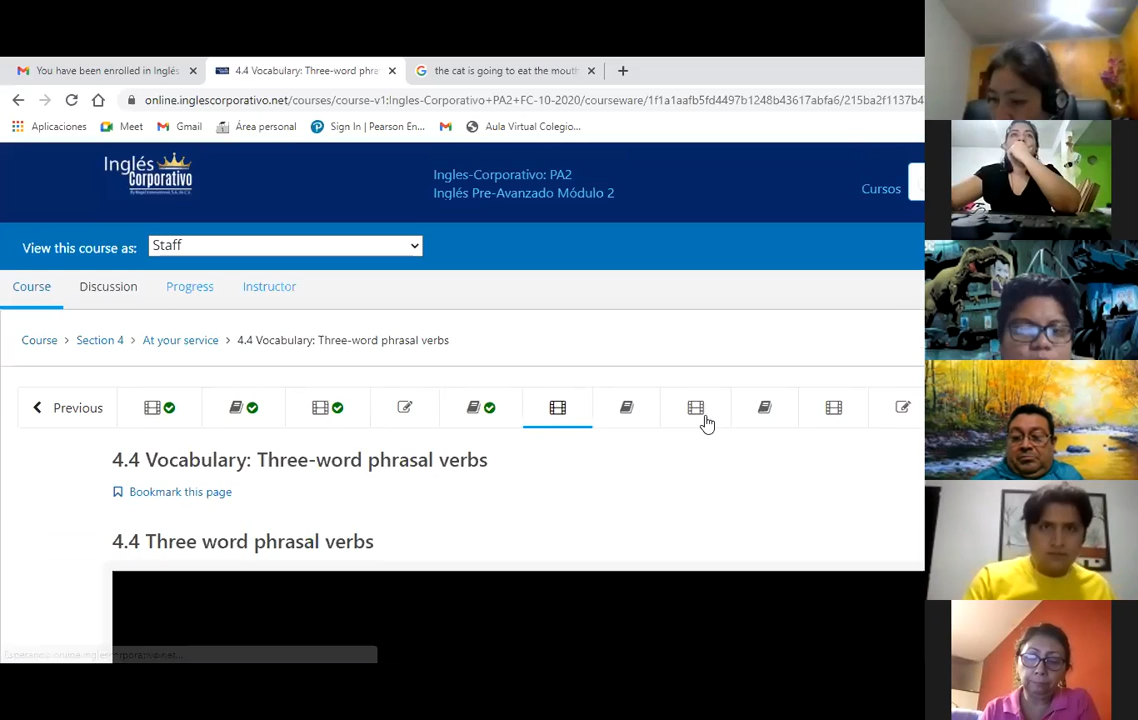 You have been enrolled in Inglés
4.4 Vocabulary: Three-word phra
the cat is going to eat the mouth
online.inglescorporativo.net/courses/course-v1:Ingles-Corporativo+PA2+FC-10-2020/courseware/1f1a1aafb5fd4497b1248b43617abfa6/215ba2f1137b4
Aplicaciones
Meet
Gmail
Área personal
Sign In | Pearson En...
Aula Virtual Colegio...
Inglés
Corporativo
Ingles-Corporativo: PA2
Inglés Pre-Avanzado Módulo 2
Cursos
View this course as:
Staff
Course
Discussion
Progress
Instructor
Course > Section 4 > At your service > 4.4 Vocabulary: Three-word phrasal verbs
Previous
4.4 Vocabulary: Three-word phrasal verbs
Bookmark this page
4.4 Three word phrasal verbs